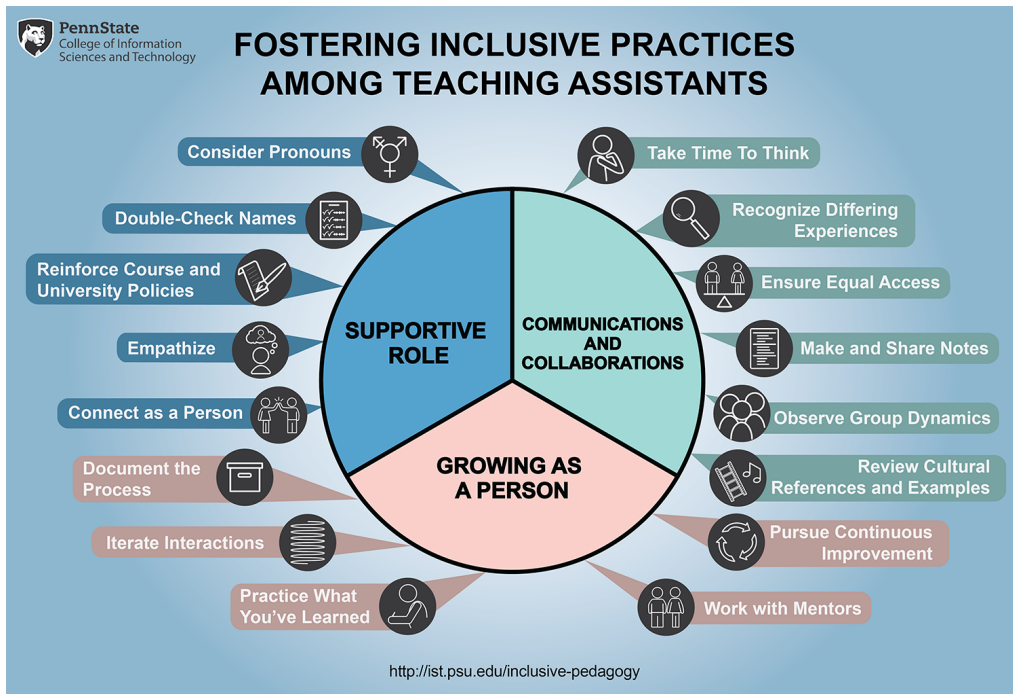 PennState
College of Information
Sciences and Technology
FOSTERING INCLUSIVE PRACTICES
AMONG TEACHING ASSISTANTS
Consider Pronouns
Double-Check Names
Reinforce Course and
University Policies
Empathize
Connect as a Person
Document the
Process
Iterate Interactions
Practice What
You've Learned
SUPPORTIVE
ROLE
COMMUNICATIONS
AND
COLLABORATIONS
GROWING AS
A PERSON
Take Time To Think
Recognize Differing
Experiences
Ensure Equal Access
Make and Share Notes
Observe Group Dynamics
Review Cultural
References and Examples
Pursue Continuous
Improvement
Work with Mentors
http://ist.psu.edu/inclusive-pedagogy